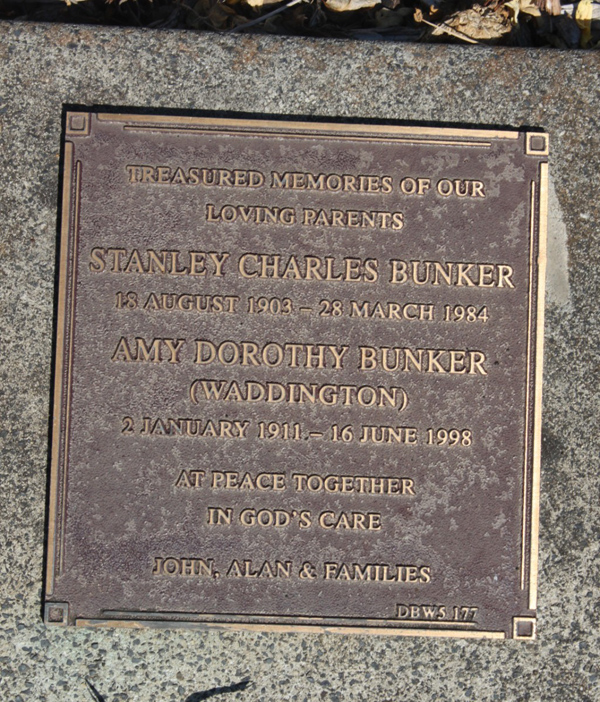 TREASURED MEMORIES OF OUR
LOVING PARENTS
STANLEY CHARLES BUNKER
18 AUGUST 1903 – 28 MARCH 1984
AMY DOROTHY BUNKER
(WADDINGTON)
2 JANUARY 1911 – 16 JUNE 1998
AT PEACE TOGETHER
IN GOD'S CARE
JOHN, ALAN & FAMILIES
DBW5 177